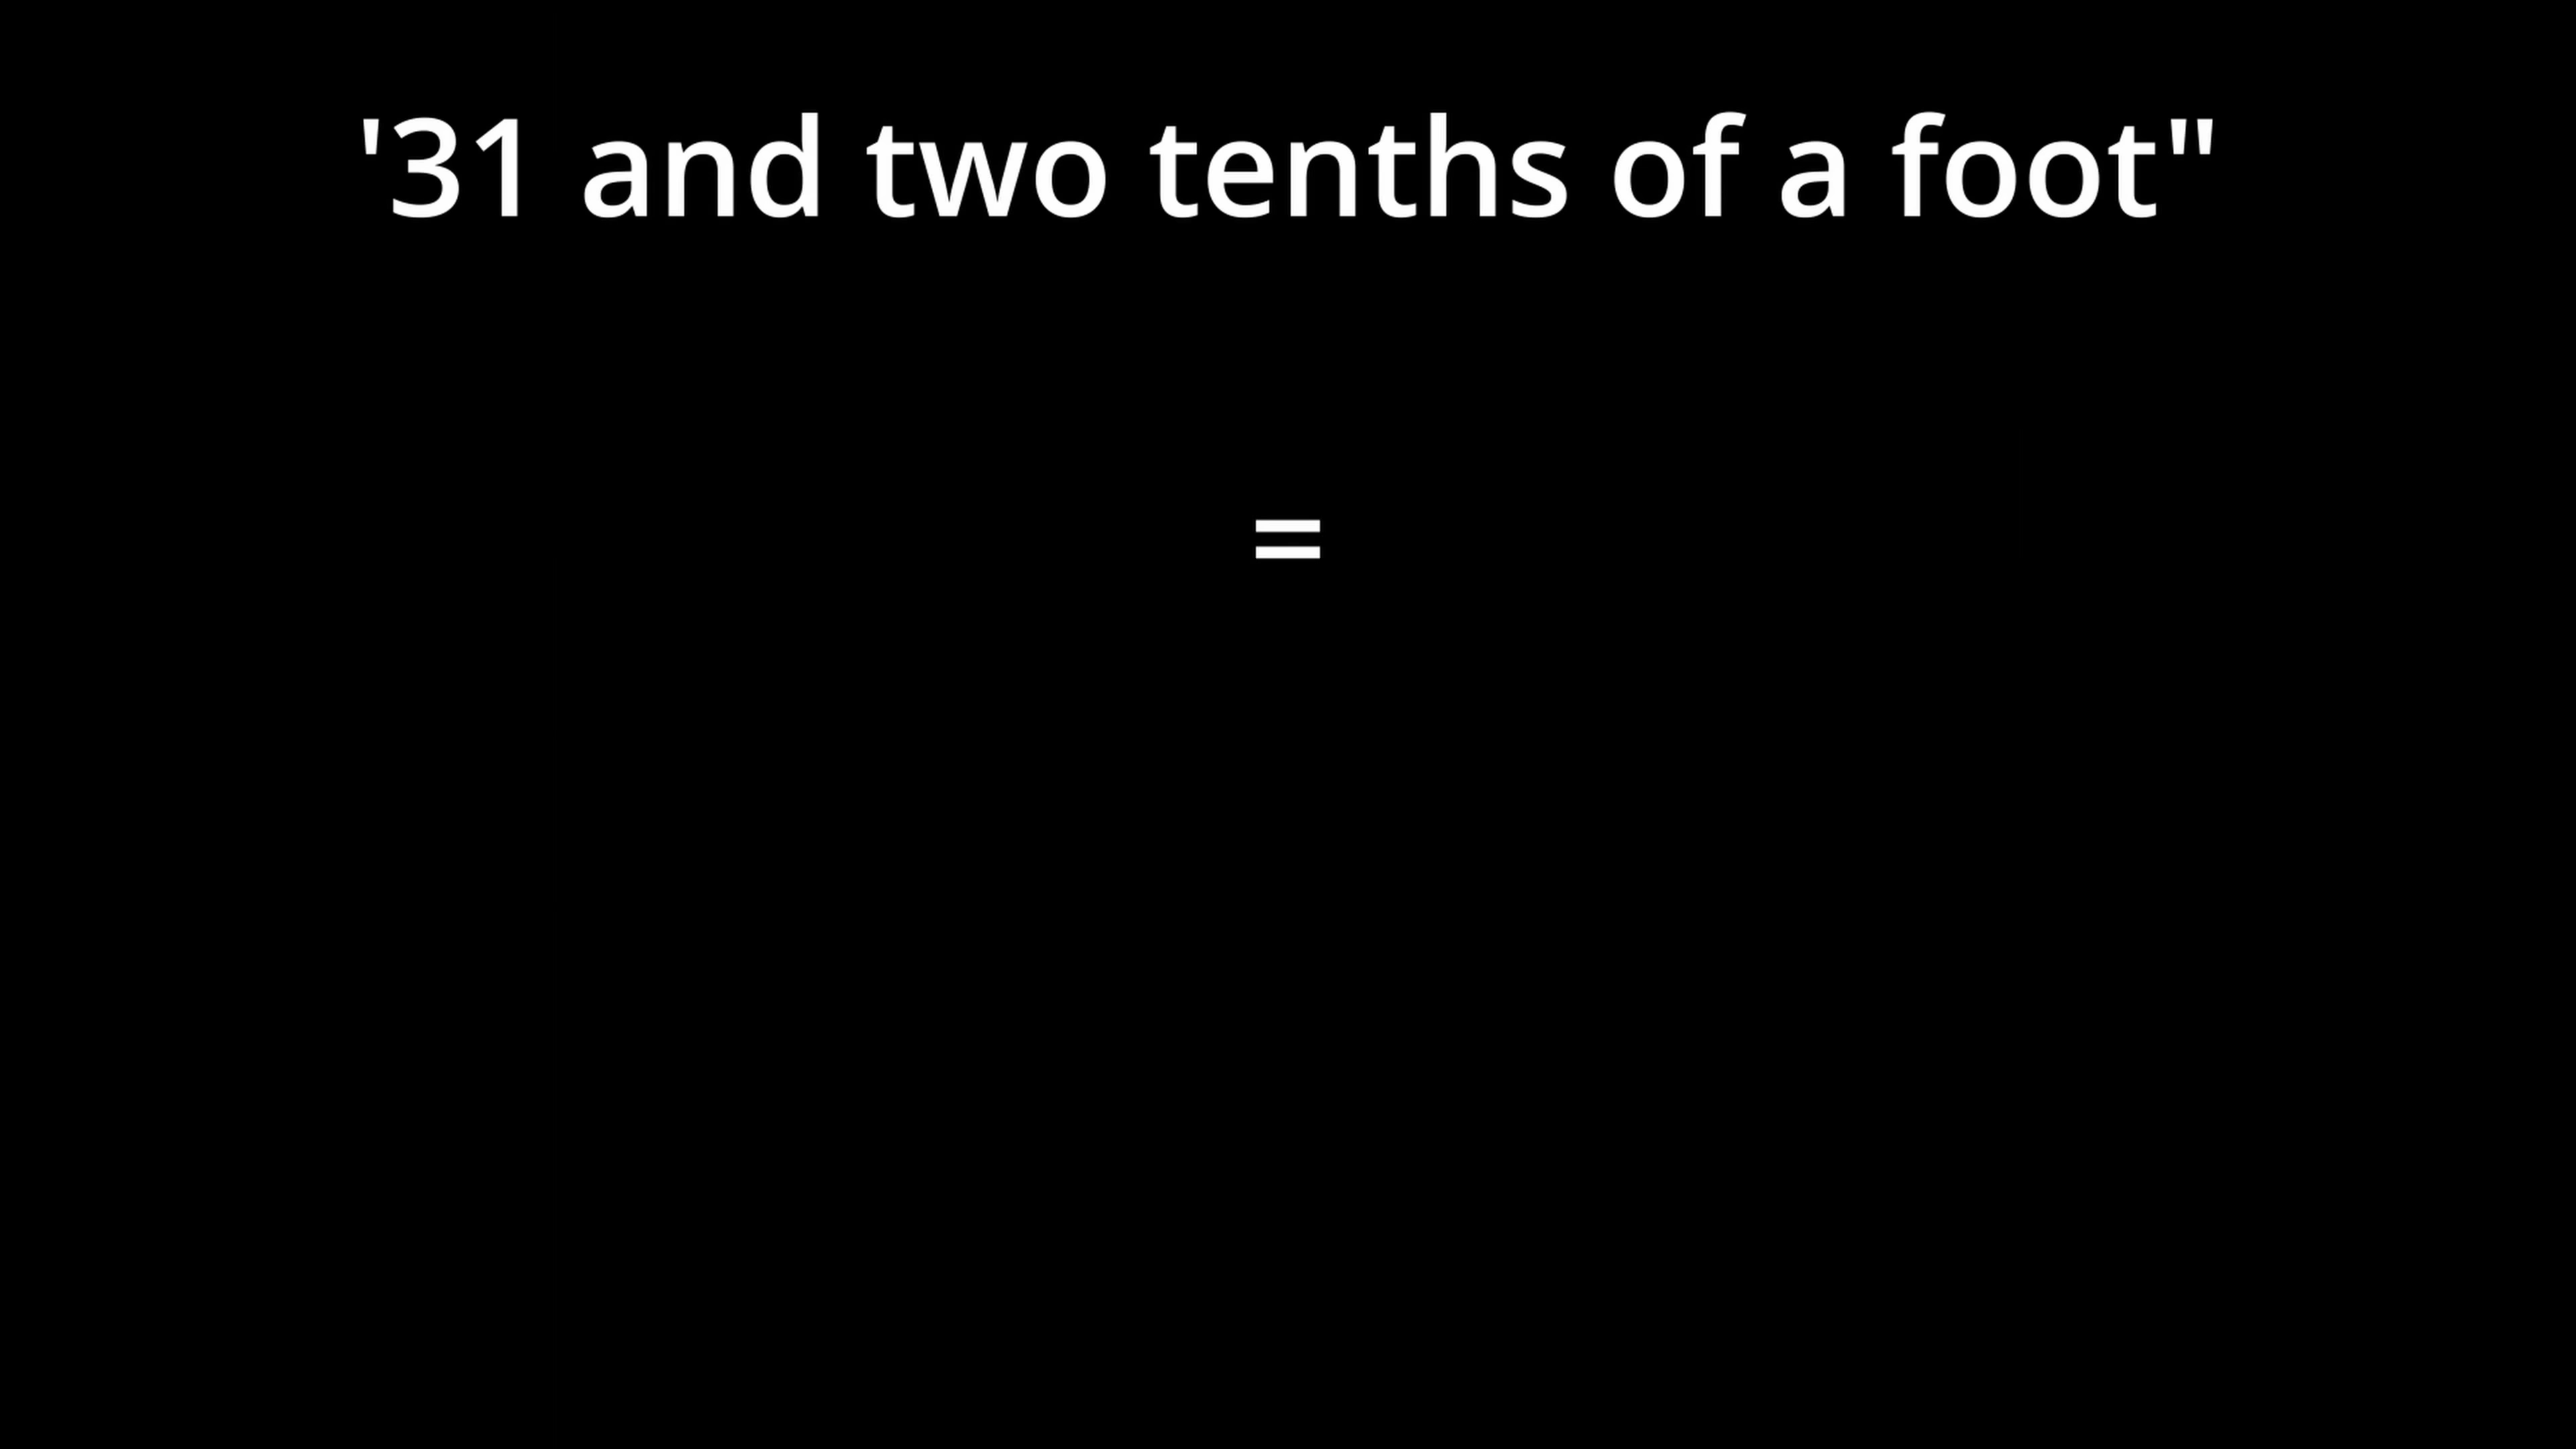 '31 and two tenths of a foot"
=